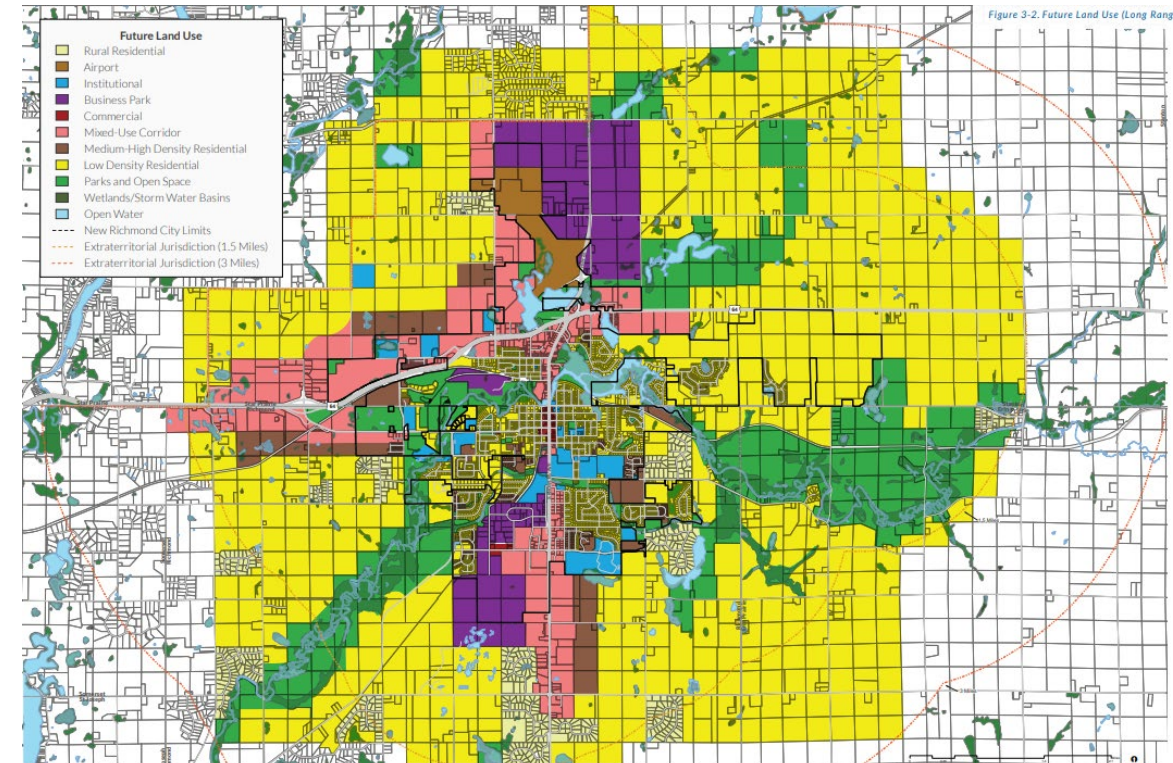 Figure 3-2. Future Land Use (Long Rang
Future Land Use
Rural Residential
Airport
Institutional
Business Park
Commercial
Mixed-Use Corridor
Medium-High Density Residential
Low Density Residential
Parks and Open Space
Wetlands/Storm Water Basins
Open Water
New Richmond City Limits
Extraterritorial Jurisdiction (1.5 Miles)
Extraterritorial Jurisdiction (3 Miles)
64
64
Star Prairie
1.5 Miles
3 Miles
Somerset